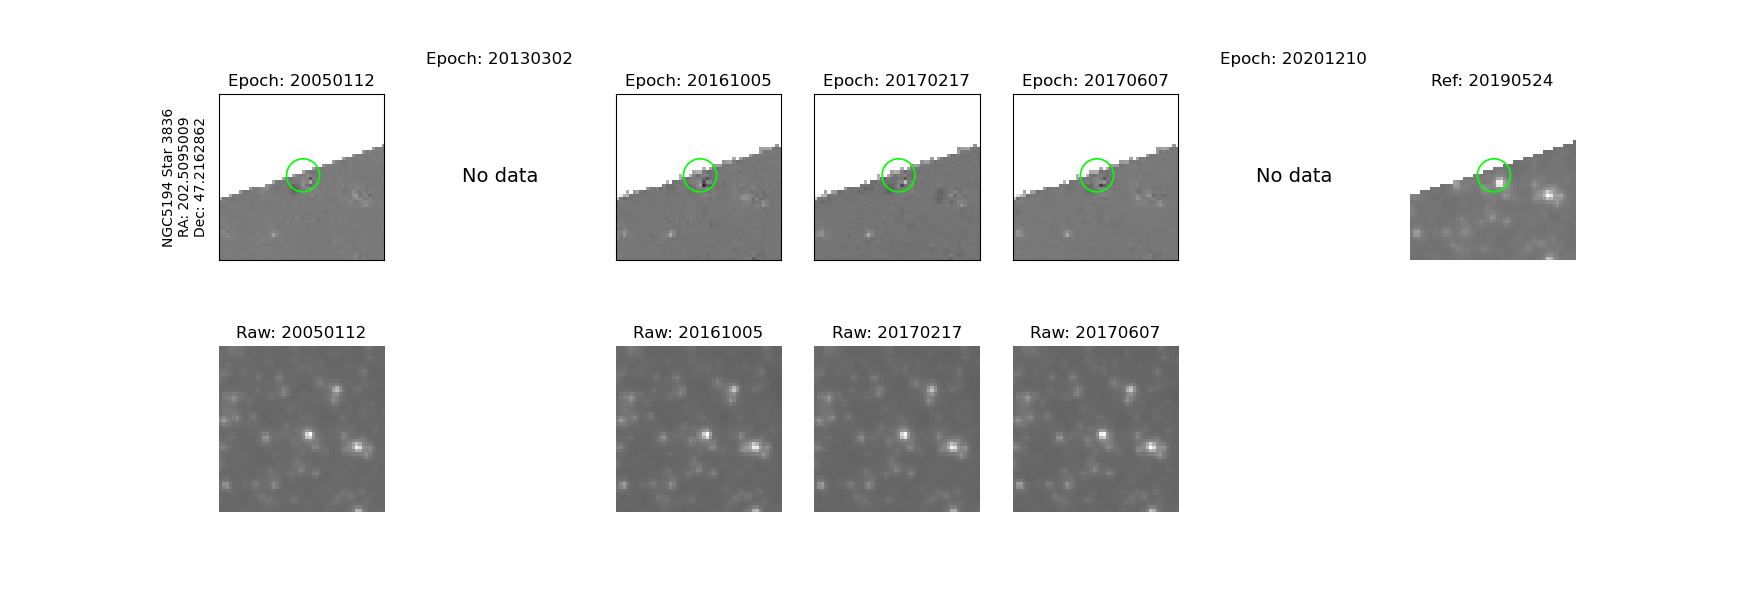 NGC5194 Star 3836
RA: 202.5095009
Dec: 47.2162862
Epoch: 20050112
Epoch: 20130302
No data
Epoch: 20161005
Epoch: 20170217
Epoch: 20170607
Epoch: 20201210
No data
Ref: 20190524
Raw: 20050112
Raw: 20161005
Raw: 20170217
Raw: 20170607